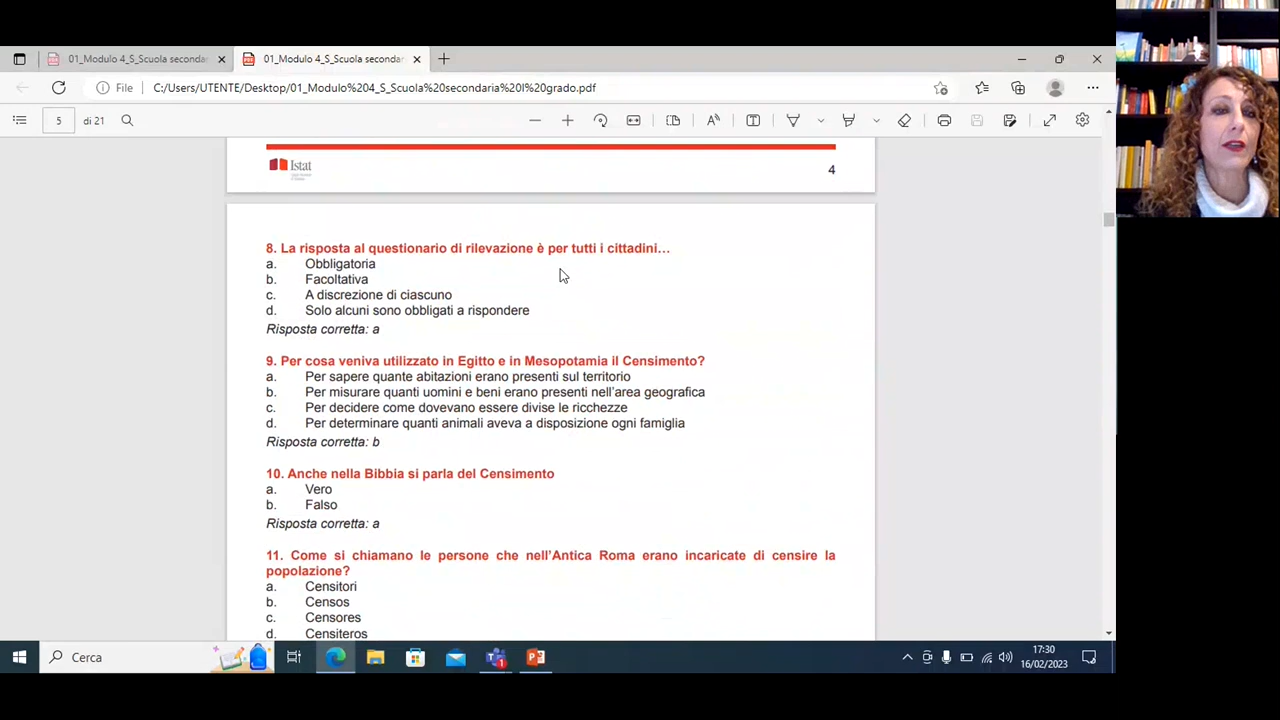 01_Modulo 4_S_Scuola secondar
01_Modulo 4_S_Scuola secondar
File
C:/Users/UTENTE/Desktop/01_Modulo%204_S_Scuola%20secondaria%20I%20grado.pdf
5
di 21
Istat
4
8. La risposta al questionario di rilevazione è per tutti i cittadini…
a. Obbligatoria
b. Facoltativa
c. A discrezione di ciascuno
d. Solo alcuni sono obbligati a rispondere
Risposta corretta: a
9. Per cosa veniva utilizzato in Egitto e in Mesopotamia il Censimento?
a. Per sapere quante abitazioni erano presenti sul territorio
b. Per misurare quanti uomini e beni erano presenti nell'area geografica
c. Per decidere come dovevano essere divise le ricchezze
d. Per determinare quanti animali aveva a disposizione ogni famiglia
Risposta corretta: b
10. Anche nella Bibbia si parla del Censimento
a. Vero
b. Falso
Risposta corretta: a
11. Come si chiamano le persone che nell'Antica Roma erano incaricate di censire la
popolazione?
a. Censitori
b. Censos
c. Censores
d. Censiteros
Cerca
17:30
16/02/2023